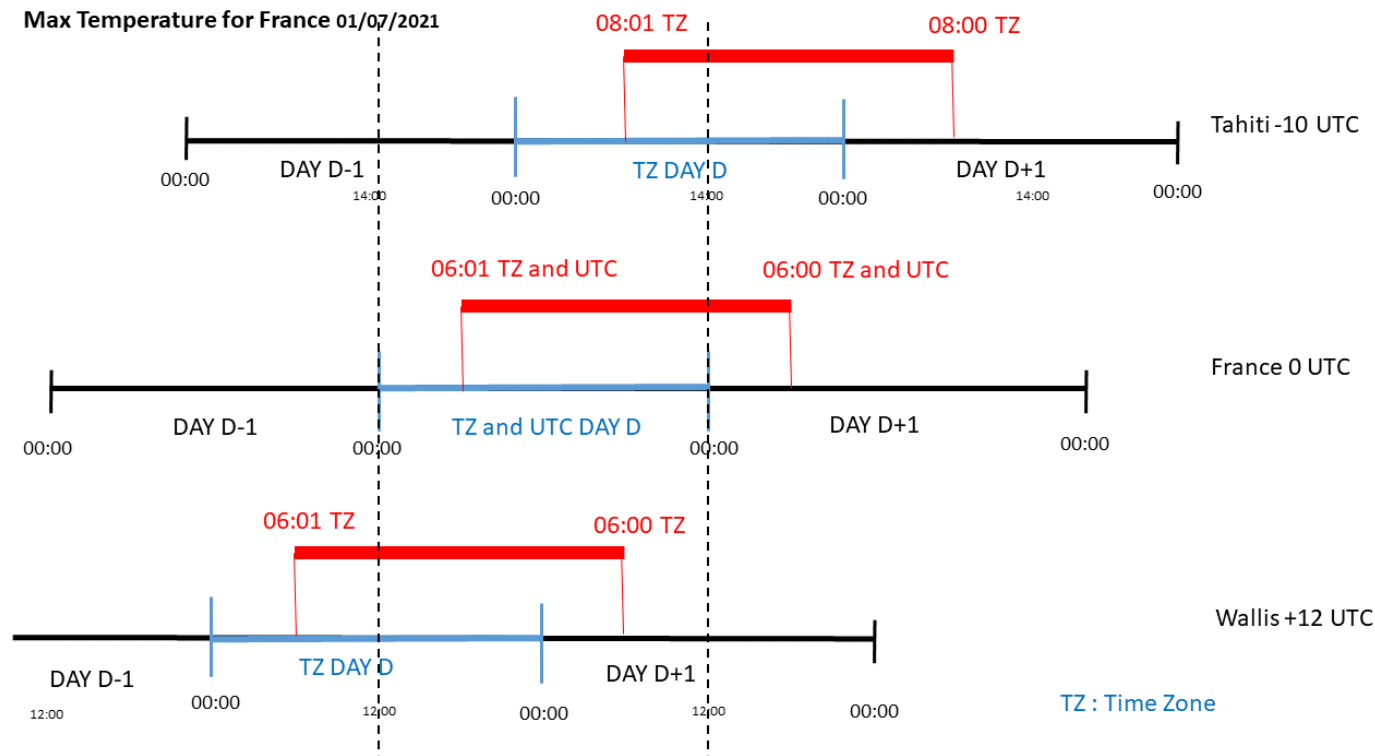 Max Temperature for France 01/07/2021
08:01 TZ
08:00 TZ
Tahiti -10 UTC
DAY D-1
TZ DAY D
DAY D+1
00:00
14:00
00:00
14:00
00:00
14:00
00:00
06:01 TZ and UTC
06:00 TZ and UTC
France 0 UTC
DAY D-1
TZ and UTC DAY D
DAY D+1
00:00
00:00
00:00
00:00
06:01 TZ
06:00 TZ
Wallis +12 UTC
DAY D-1
TZ DAY D
DAY D+1
12:00
00:00
12:00
00:00
12:00
00:00
TZ : Time Zone